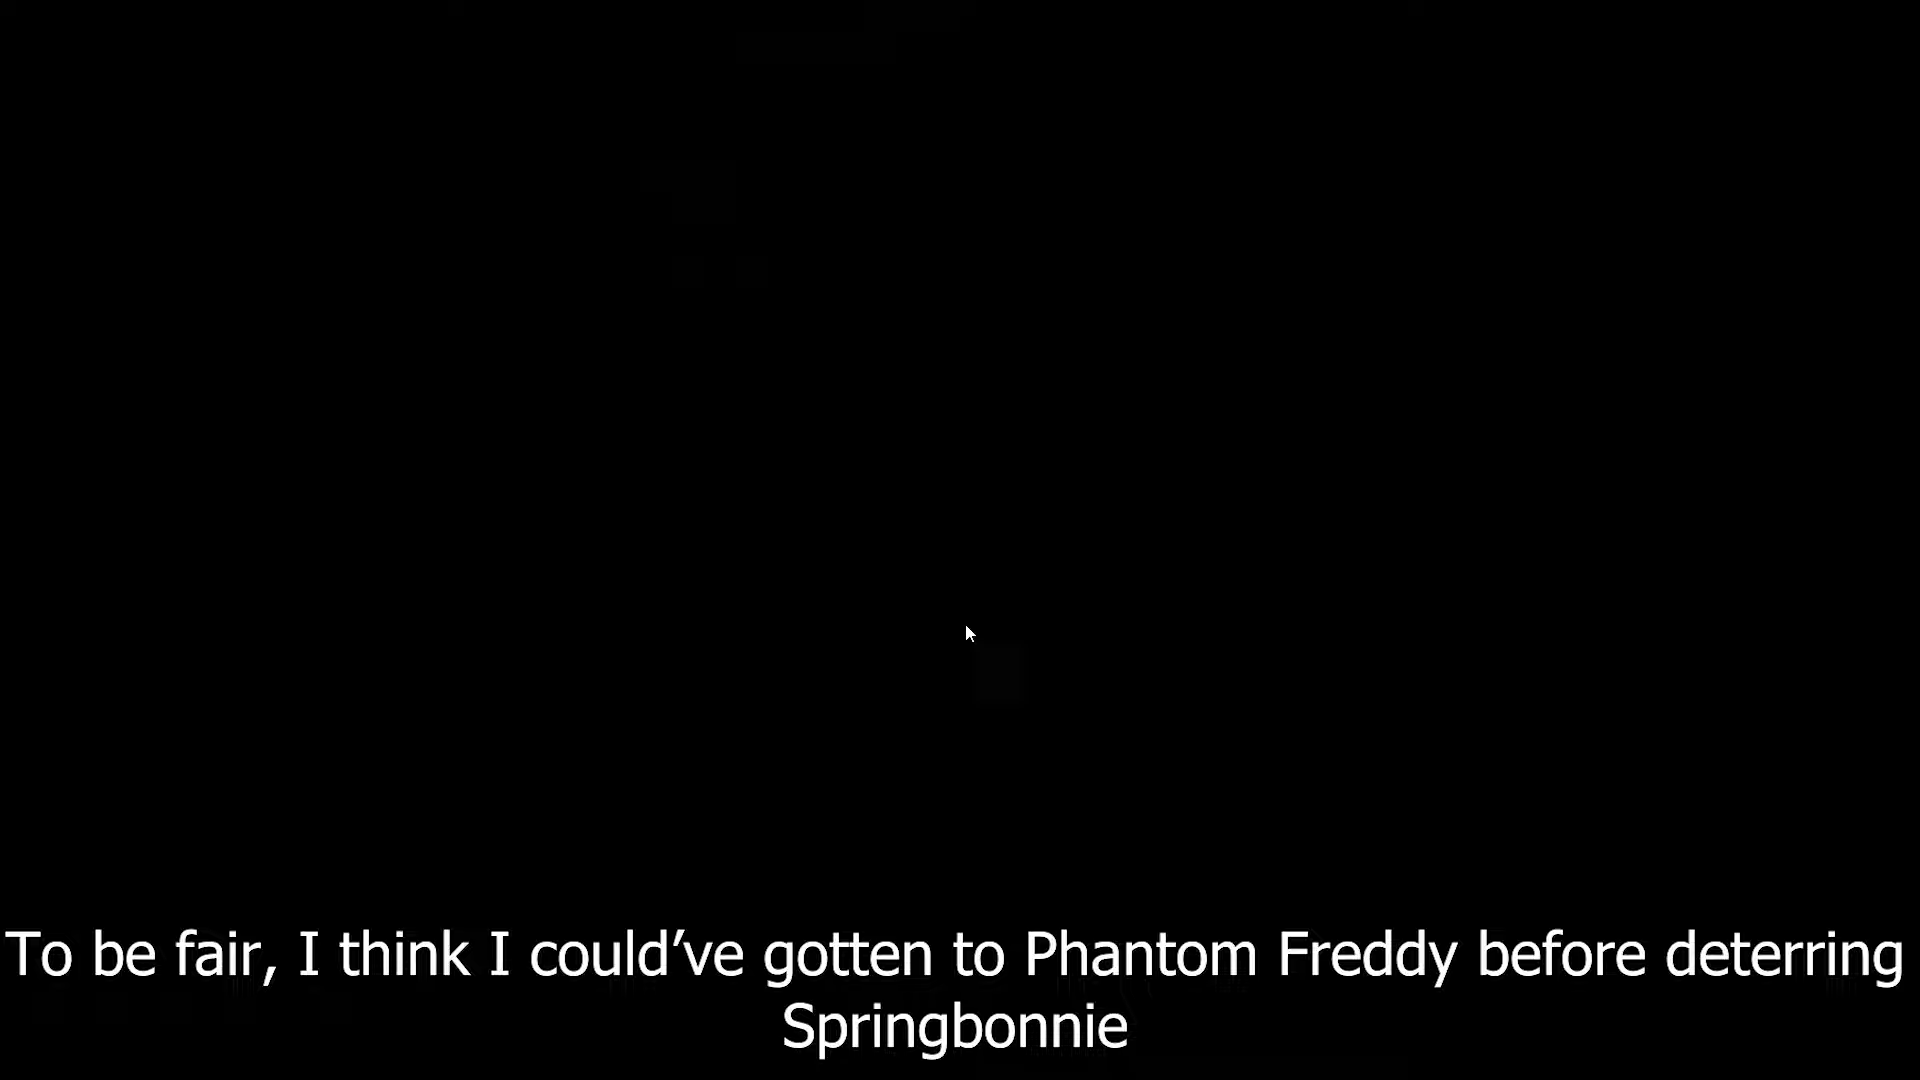 To be fair, I think I could’ve gotten to Phantom Freddy before deterring
Springbonnie